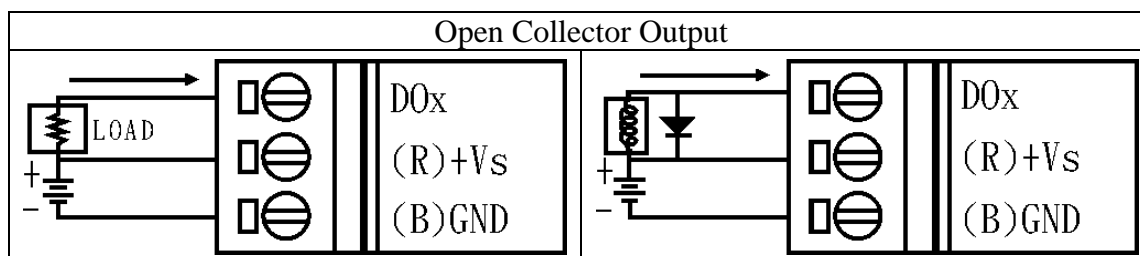 Open Collector Output
DOx
LOAD
(R)+Vs
+
-
(B)GND
DOx
(R)+Vs
+
-
(B)GND